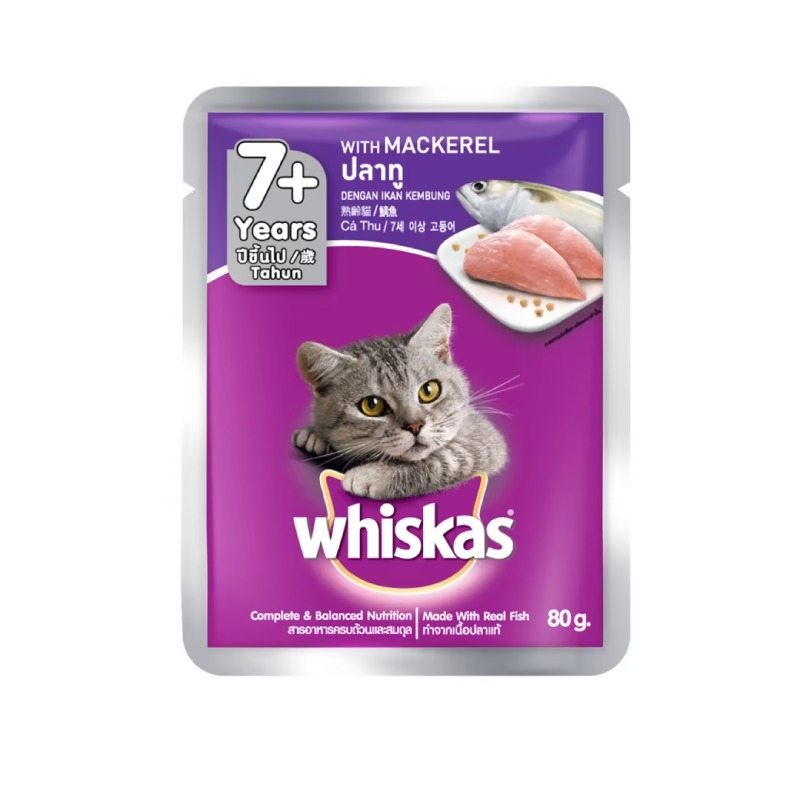 7+
Years
ปีขึ้นไป /歲
Tahun
WITH MACKEREL
ปลาทู
DENGAN IKAN KEMBUNG
熟齡貓/鯖魚
Cá Thu / 7세 이상 고등어
whiskas®
Complete & Balanced Nutrition
สารอาหารครบถ้วนและสมดุล
Made With Real Fish
ทำจากเนื้อปลาแท้
80 g.